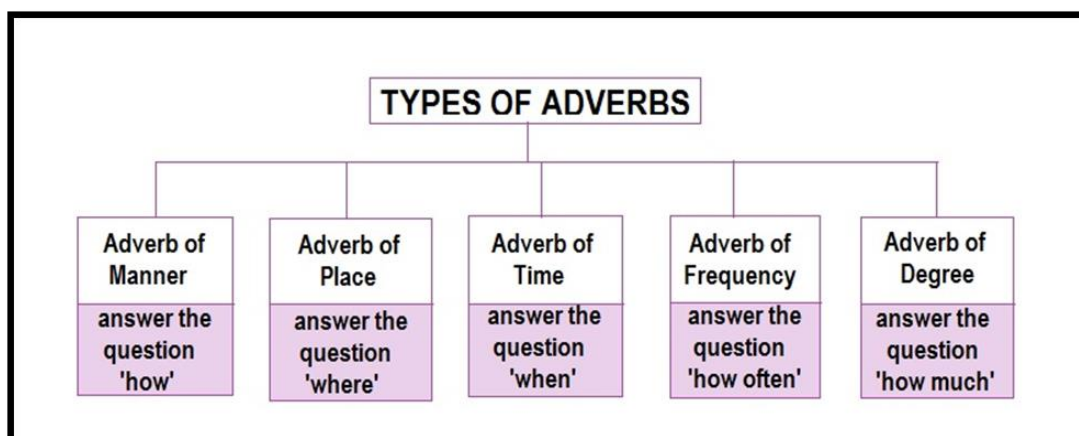 TYPES OF ADVERBS
Adverb of
Manner
answer the
question
'how'
Adverb of
Place
answer the
question
'where'
Adverb of
Time
answer the
question
'when'
Adverb of
Frequency
answer the
question
'how often'
Adverb of
Degree
answer the
question
'how much'